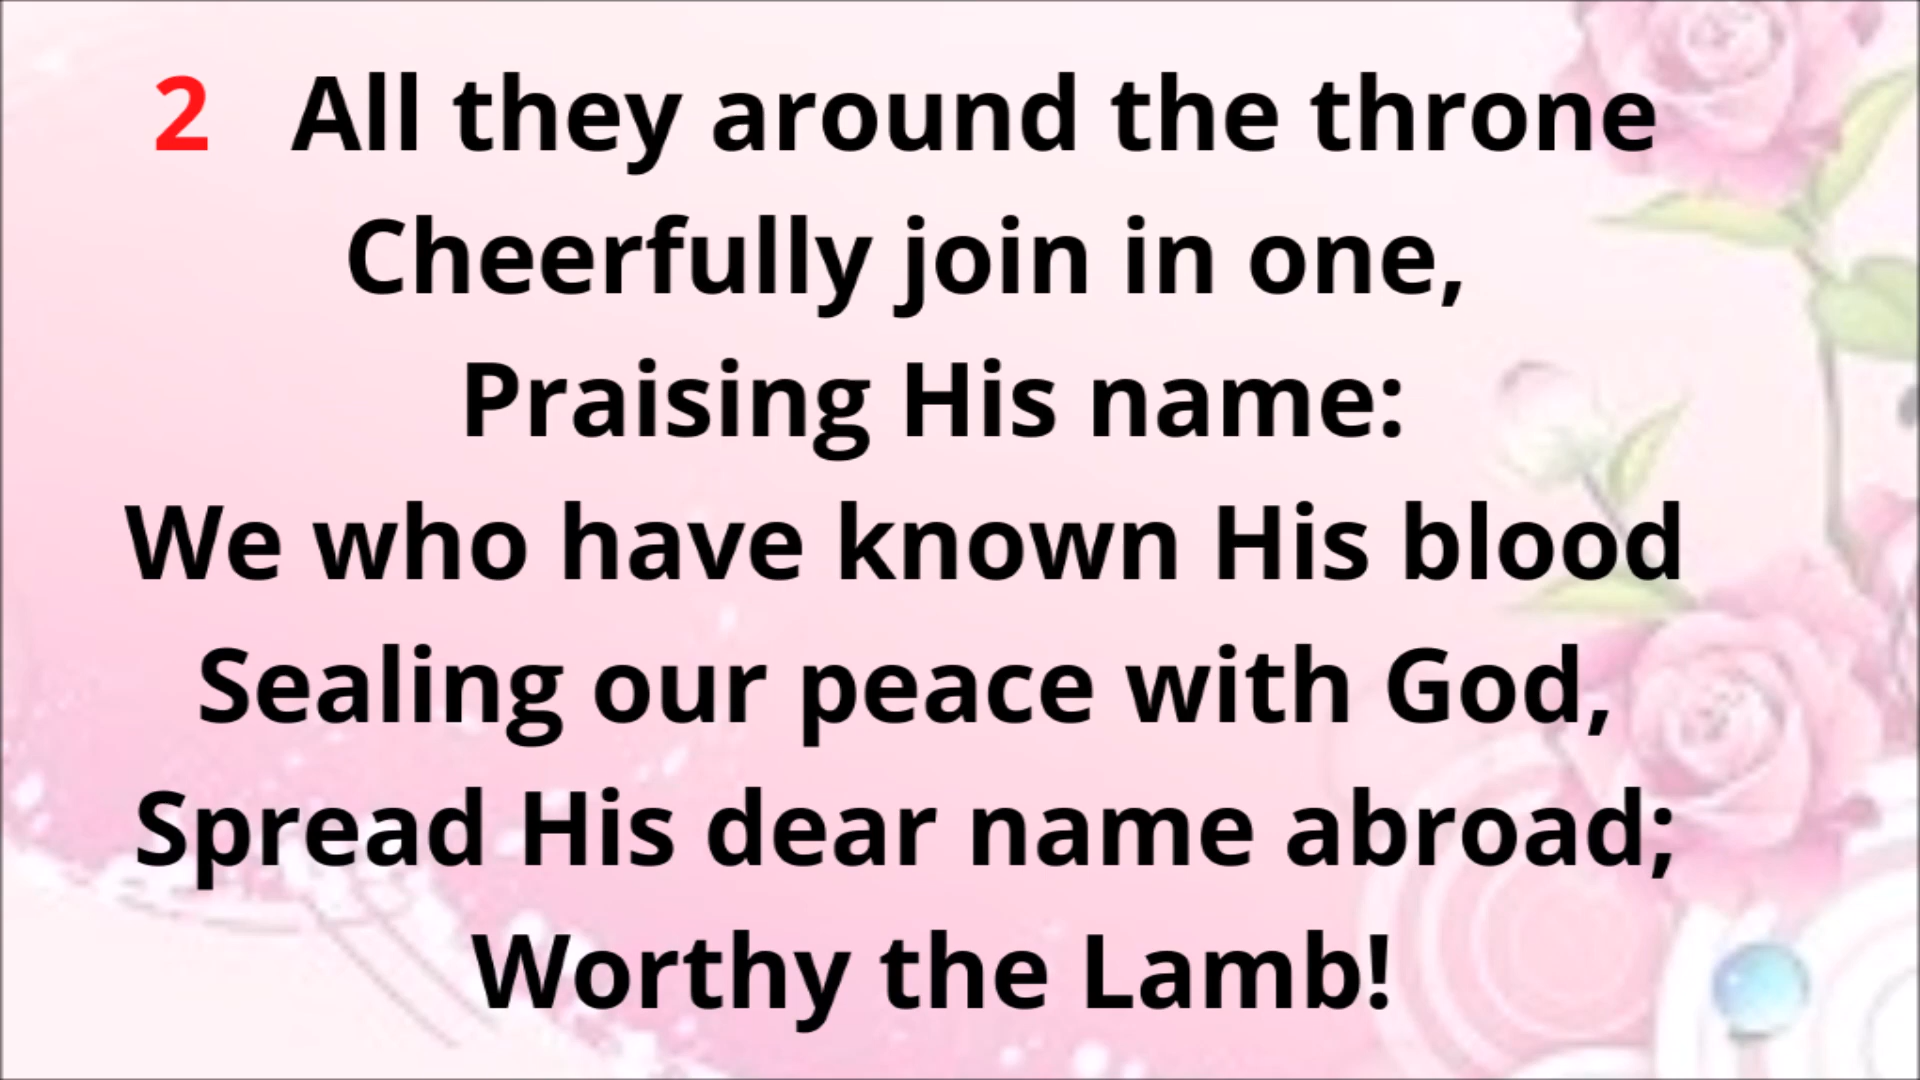 2 All they around the throne
Cheerfully join in one,
Praising His name:
We who have known His blood
Sealing our peace with God,
Spread His dear name abroad;
Worthy the Lamb!